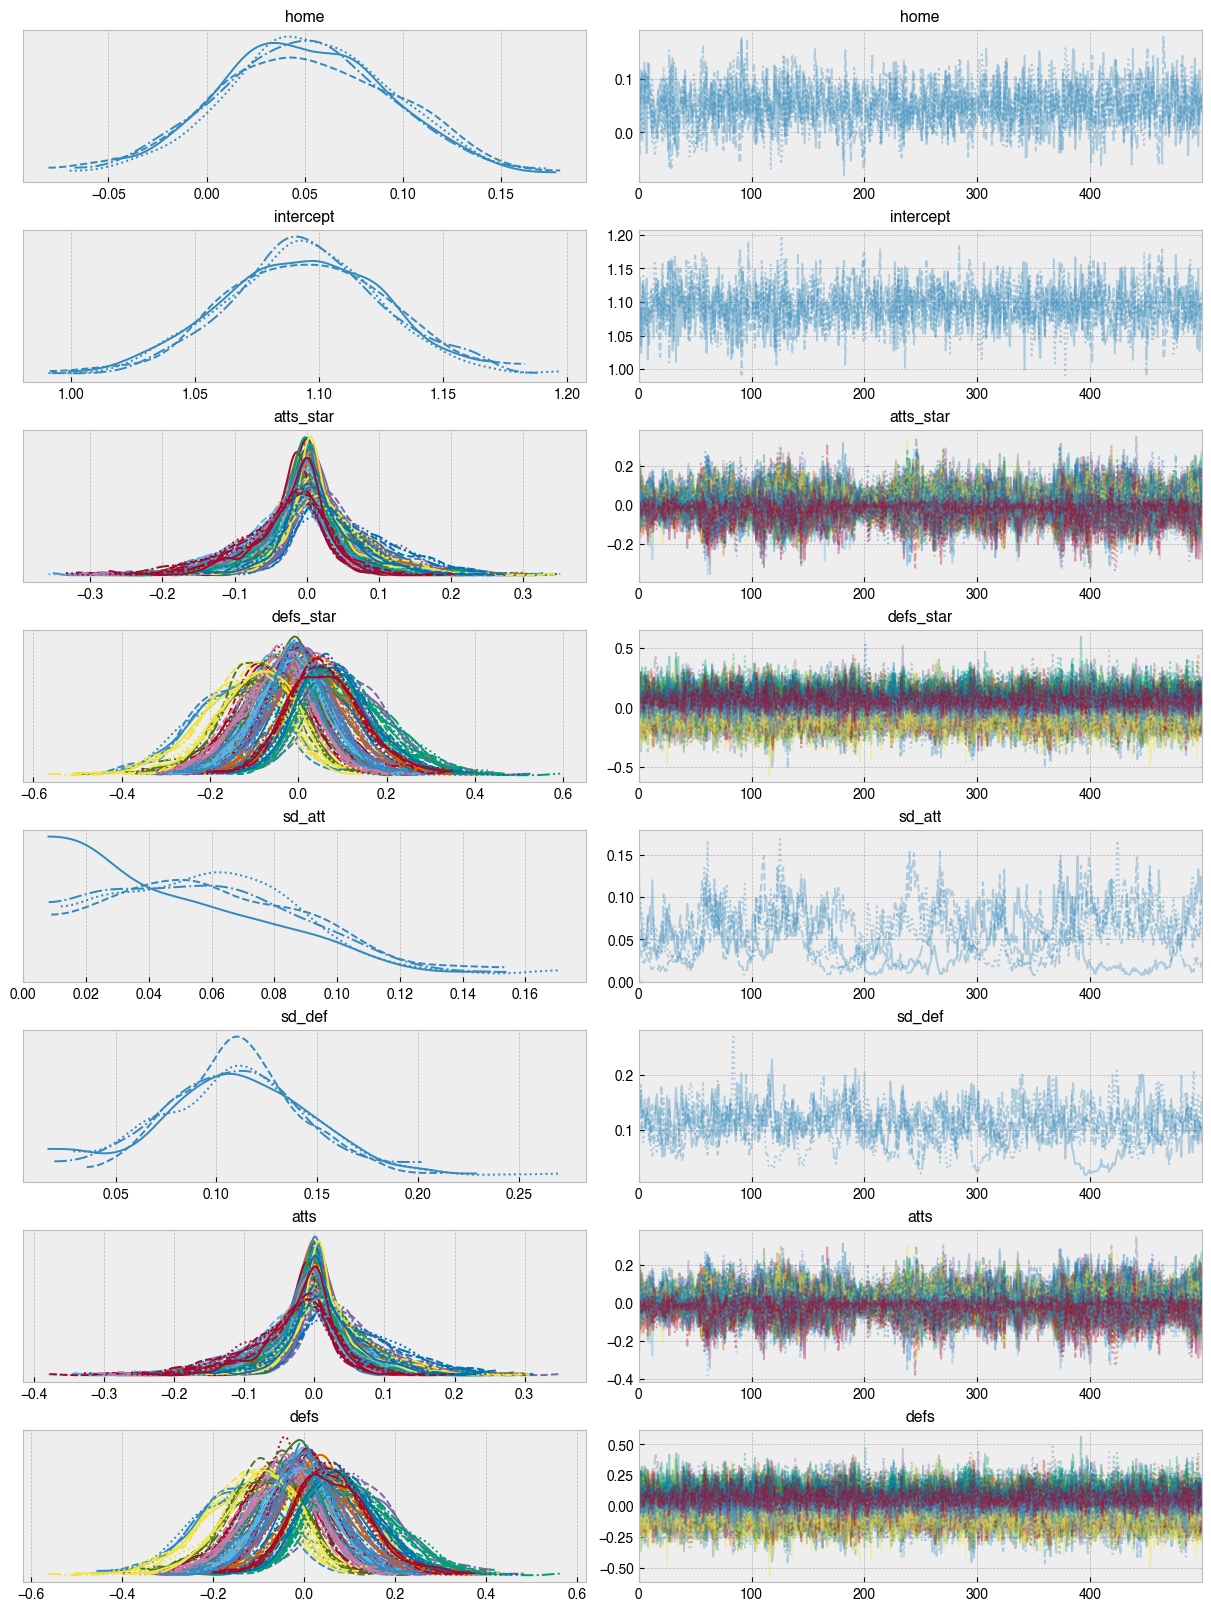 home home
0.1
0.0
−0.05 0.00 0.05 0.10 0.15 0 100 200 300 400
intercept intercept
1.20
1.15
1.10
1.05
1.00
1.00 1.05 1.10 1.15 1.20 0 100 200 300 400
atts_star atts_star
0.2
0.0
−0.2
−0.3 −0.2 −0.1 0.0 0.1 0.2 0.3 0 100 200 300 400
defs_star defs_star
0.5
0.0
−0.5
−0.6 −0.4 −0.2 0.0 0.2 0.4 0.6 0 100 200 300 400
sd_att sd_att
0.15
0.10
0.05
0.00
0.00 0.02 0.04 0.06 0.08 0.10 0.12 0.14 0.16 0 100 200 300 400
sd_def sd_def
0.2
0.1
0.05 0.10 0.15 0.20 0.25 0 100 200 300 400
atts atts
0.2
0.0
−0.2
−0.4
−0.4 −0.3 −0.2 −0.1 0.0 0.1 0.2 0.3 0 100 200 300 400
defs defs
0.50
0.25
0.00
−0.25
−0.50
−0.6 −0.4 −0.2 0.0 0.2 0.4 0.6 0 100 200 300 400